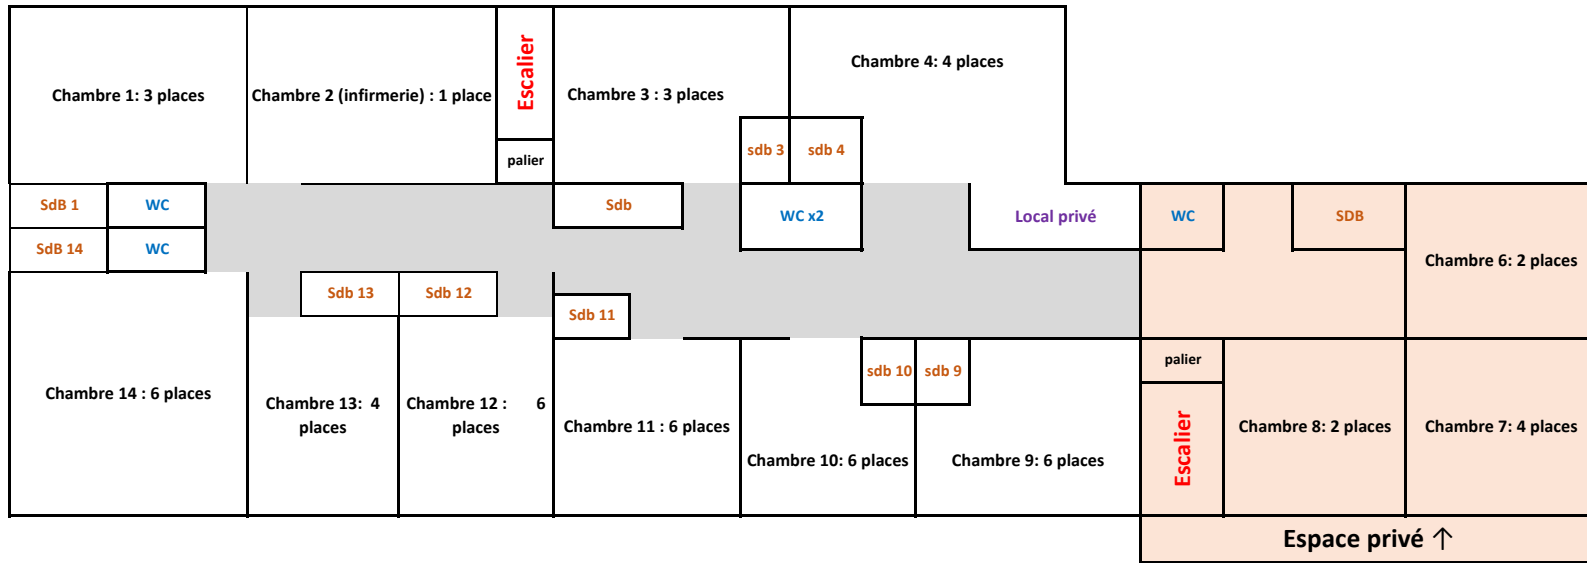 Chambre 1: 3 places
Chambre 2 (infirmerie) : 1 place
Escalier
palier
Chambre 3 : 3 places
Chambre 4: 4 places
sdb 3
sdb 4
SdB 1
WC
Sdb
WC x2
Local privé
WC
SDB
SdB 14
WC
Chambre 6: 2 places
Sdb 13
Sdb 12
Sdb 11
Chambre 14 : 6 places
Chambre 13: 4
places
Chambre 12 : 6
places
Chambre 11 : 6 places
sdb 10
sdb 9
Chambre 10: 6 places
Chambre 9: 6 places
palier
Escalier
Chambre 8: 2 places
Chambre 7: 4 places
Espace privé ↑